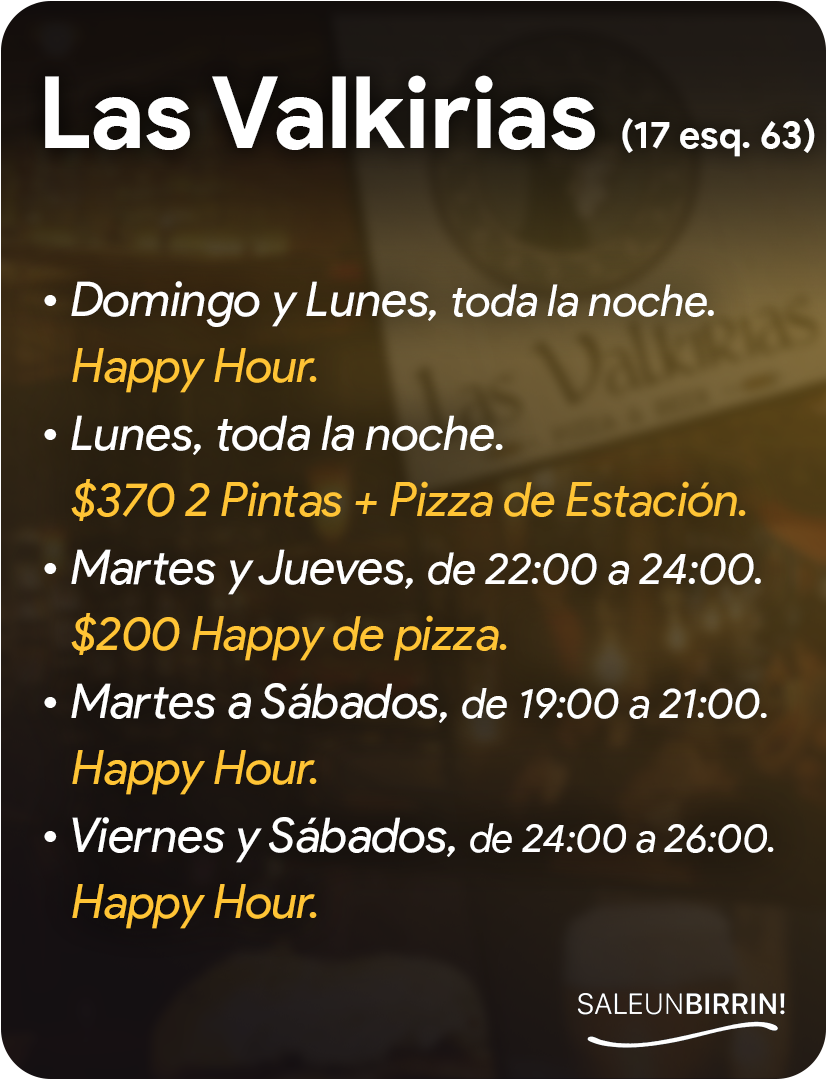 Las Valkirias (17 esq. 63)
• Domingo y Lunes, toda la noche.
Happy Hour.
• Lunes, toda la noche.
$370 2 Pintas + Pizza de Estación.
• Martes y Jueves, de 22:00 a 24:00.
$200 Happy de pizza.
• Martes a Sábados, de 19:00 a 21:00.
Happy Hour.
• Viernes y Sábados, de 24:00 a 26:00.
Happy Hour.
Las Valkirias
SALEUNBIRRIN!